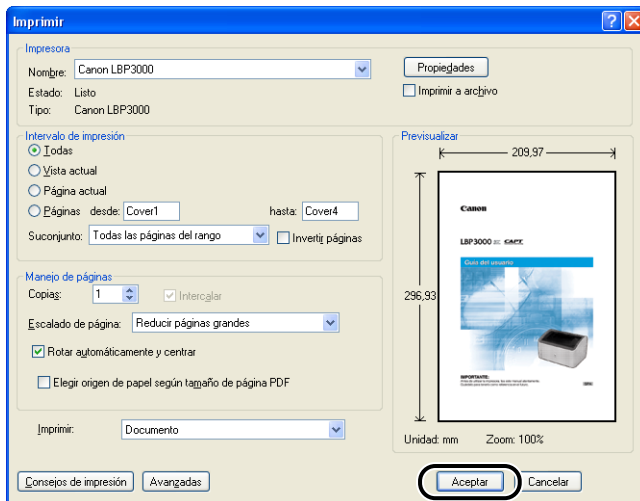 Imprimir
Impresora
Nombre: Canon LBP3000
Propiedades
Estado: Listo
Imprimir a archivo
Tipo: Canon LBP3000
Intervalo de impresión
Todas
Vista actual
Página actual
Páginas desde: Cover1 hasta: Cover4
Suconjunto: Todas las páginas del rango Invertir páginas
Manejo de páginas
Copias: 1 Intercalar
Escalado de página: Reducir páginas grandes
Rotar automáticamente y centrar
Elegir origen de papel según tamaño de página PDF
Imprimir: Documento
Consejos de impresión Avanzadas
Previsualizar
209,97
296,93
Canon
LBP3000 CAPT
Guía del usuario
IMPORTANTE:
Unidad: mm Zoom: 100%
Aceptar Cancelar